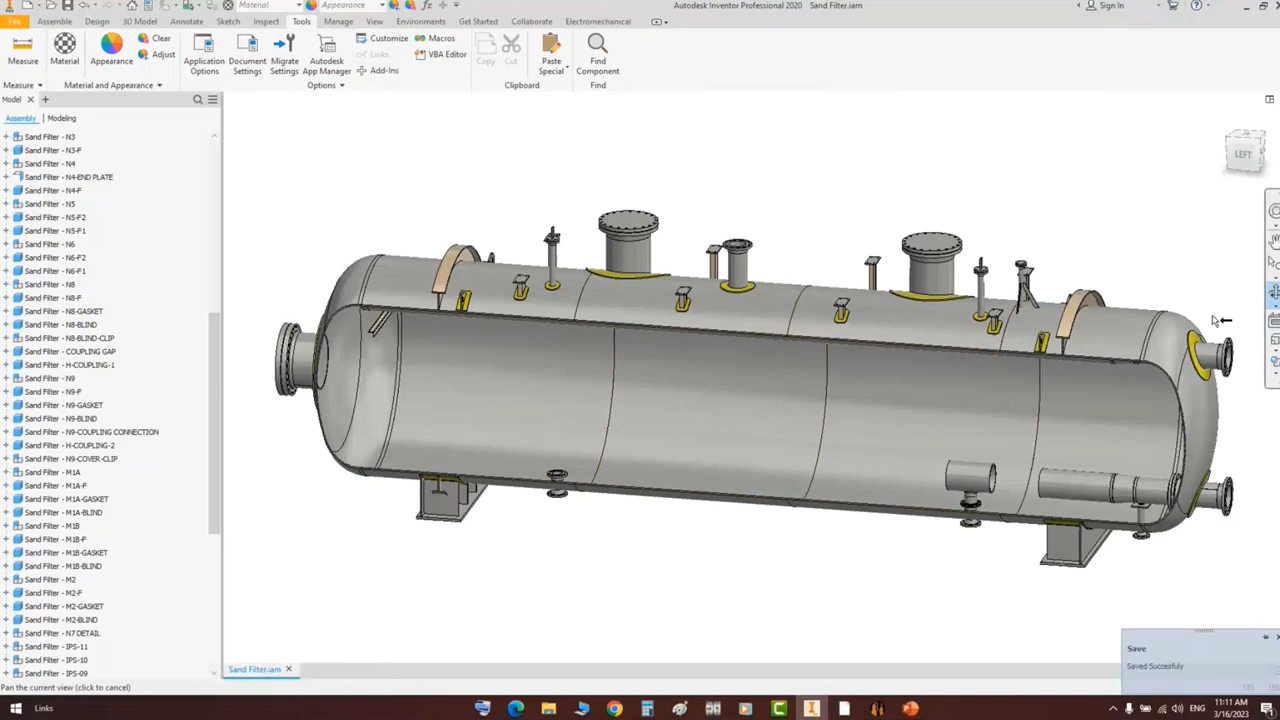 Material
Appearance
Autodesk Inventor Professional 2020 Sand Filter.iam
Sign In
File
Assemble
Design
3D Model
Annotate
Sketch
Inspect
Tools
Manage
View
Environments
Get Started
Collaborate
Electromechanical
Measure
Material
Appearance
Clear
Adjust
Application Options
Document Settings
Migrate Settings
Autodesk App Manager
Customize
Links
Add-Ins
Macros
VBA Editor
Copy
Cut
Paste Special
Find Component
Measure
Material and Appearance
Options
Clipboard
Find
Model
Assembly
Modeling
LEFT
Sand Filter - N3
Sand Filter - N3-F
Sand Filter - N4
Sand Filter - N4-END PLATE
Sand Filter - N4-F
Sand Filter - N5
Sand Filter - N5-F2
Sand Filter - N5-F1
Sand Filter - N6
Sand Filter - N6-F2
Sand Filter - N6-F1
Sand Filter - N8
Sand Filter - N8-F
Sand Filter - N8-GASKET
Sand Filter - N8-BLIND
Sand Filter - N8-BLIND-CLIP
Sand Filter - COUPLING GAP
Sand Filter - H-COUPLING-1
Sand Filter - N9
Sand Filter - N9-F
Sand Filter - N9-GASKET
Sand Filter - N9-BLIND
Sand Filter - N9-COUPLING CONNECTION
Sand Filter - H-COUPLING-2
Sand Filter - N9-COVER-CLIP
Sand Filter - M1A
Sand Filter - M1A-F
Sand Filter - M1A-GASKET
Sand Filter - M1A-BLIND
Sand Filter - M1B
Sand Filter - M1B-F
Sand Filter - M1B-GASKET
Sand Filter - M1B-BLIND
Sand Filter - M2
Sand Filter - M2-F
Sand Filter - M2-GASKET
Sand Filter - M2-BLIND
Sand Filter - N7 DETAIL
Sand Filter - IPS-11
Sand Filter - IPS-10
Sand Filter - IPS-09
Save
Saved Succesfuly
Sand Filter.iam
Pan the current view (click to cancel)
Links
ENG
11:11 AM
3/16/2023